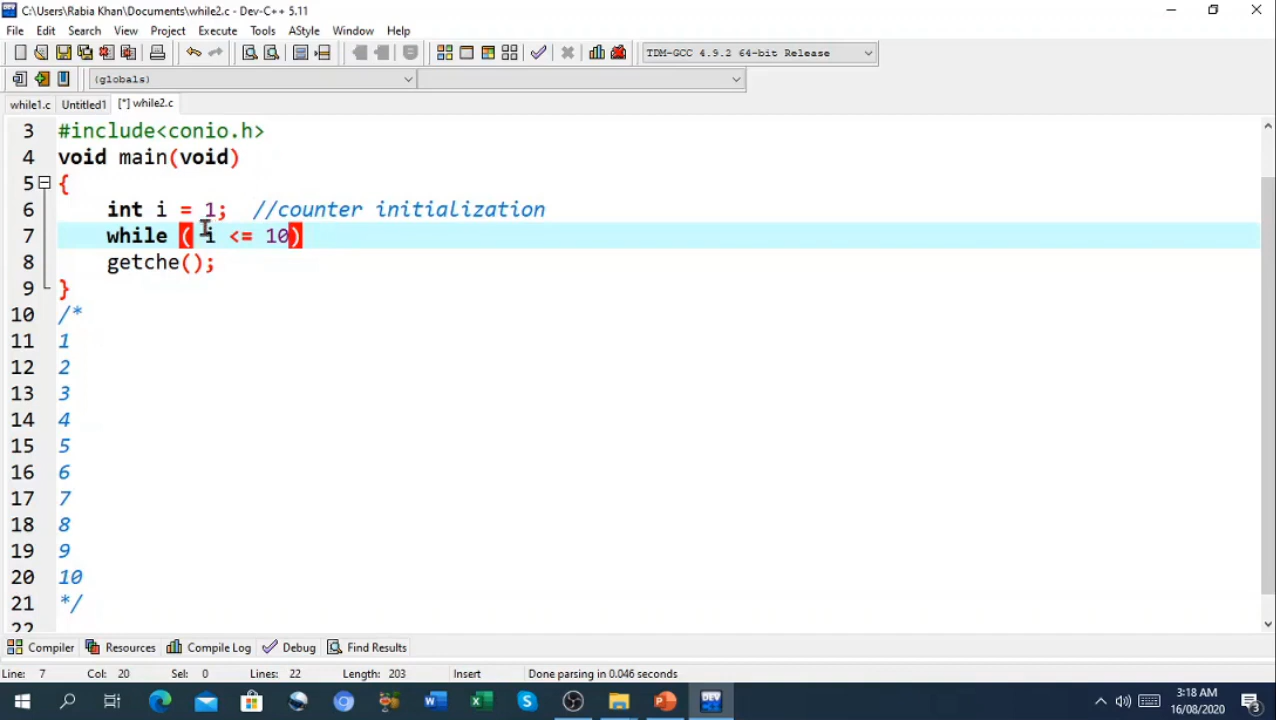 C:\Users\Rabia Khan\Documents\while2.c - Dev-C++ 5.11
File Edit Search View Project Execute Tools AStyle Window Help
TDM-GCC 4.9.2 64-bit Release
(globals)
while1.c Untitled1 [*] while2.c
3 #include<conio.h>
4 void main(void)
5 {
6 int i = 1; //counter initialization
7 while ( i <= 10)
8 getche();
9 }
10 /*
11 1
12 2
13 3
14 4
15 5
16 6
17 7
18 8
19 9
20 10
21 */
22
Compiler Resources Compile Log Debug Find Results
Line: 7 Col: 20 Sel: 0 Lines: 22 Length: 203 Insert Done parsing in 0.046 seconds
DEV
3:18 AM
16/08/2020
3